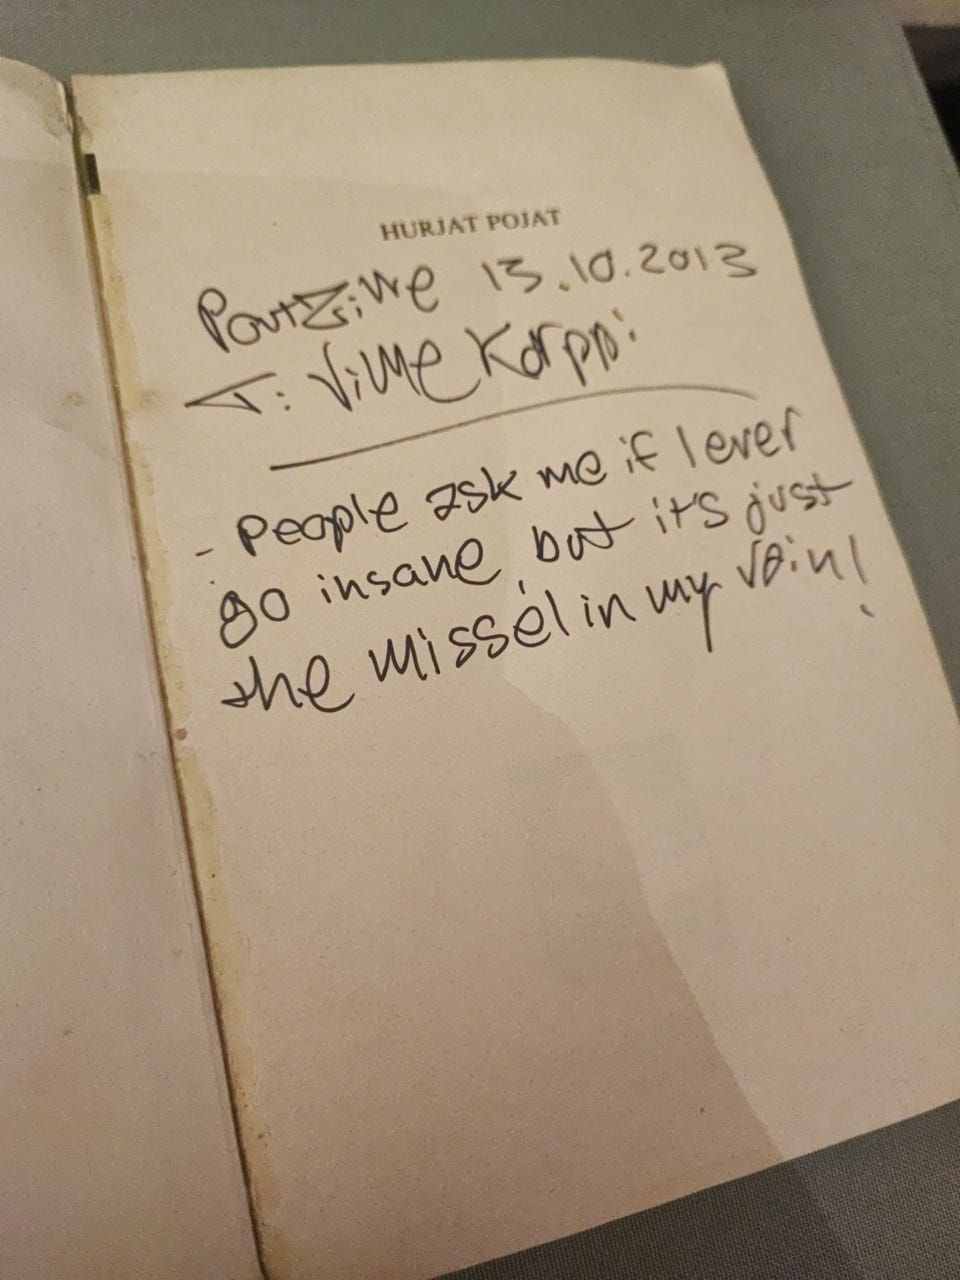 HURJAT POJAT
13.10.2013
T: Ville Korppi
- People ask me if I ever
go insane, but it's just
the missel in my vein!